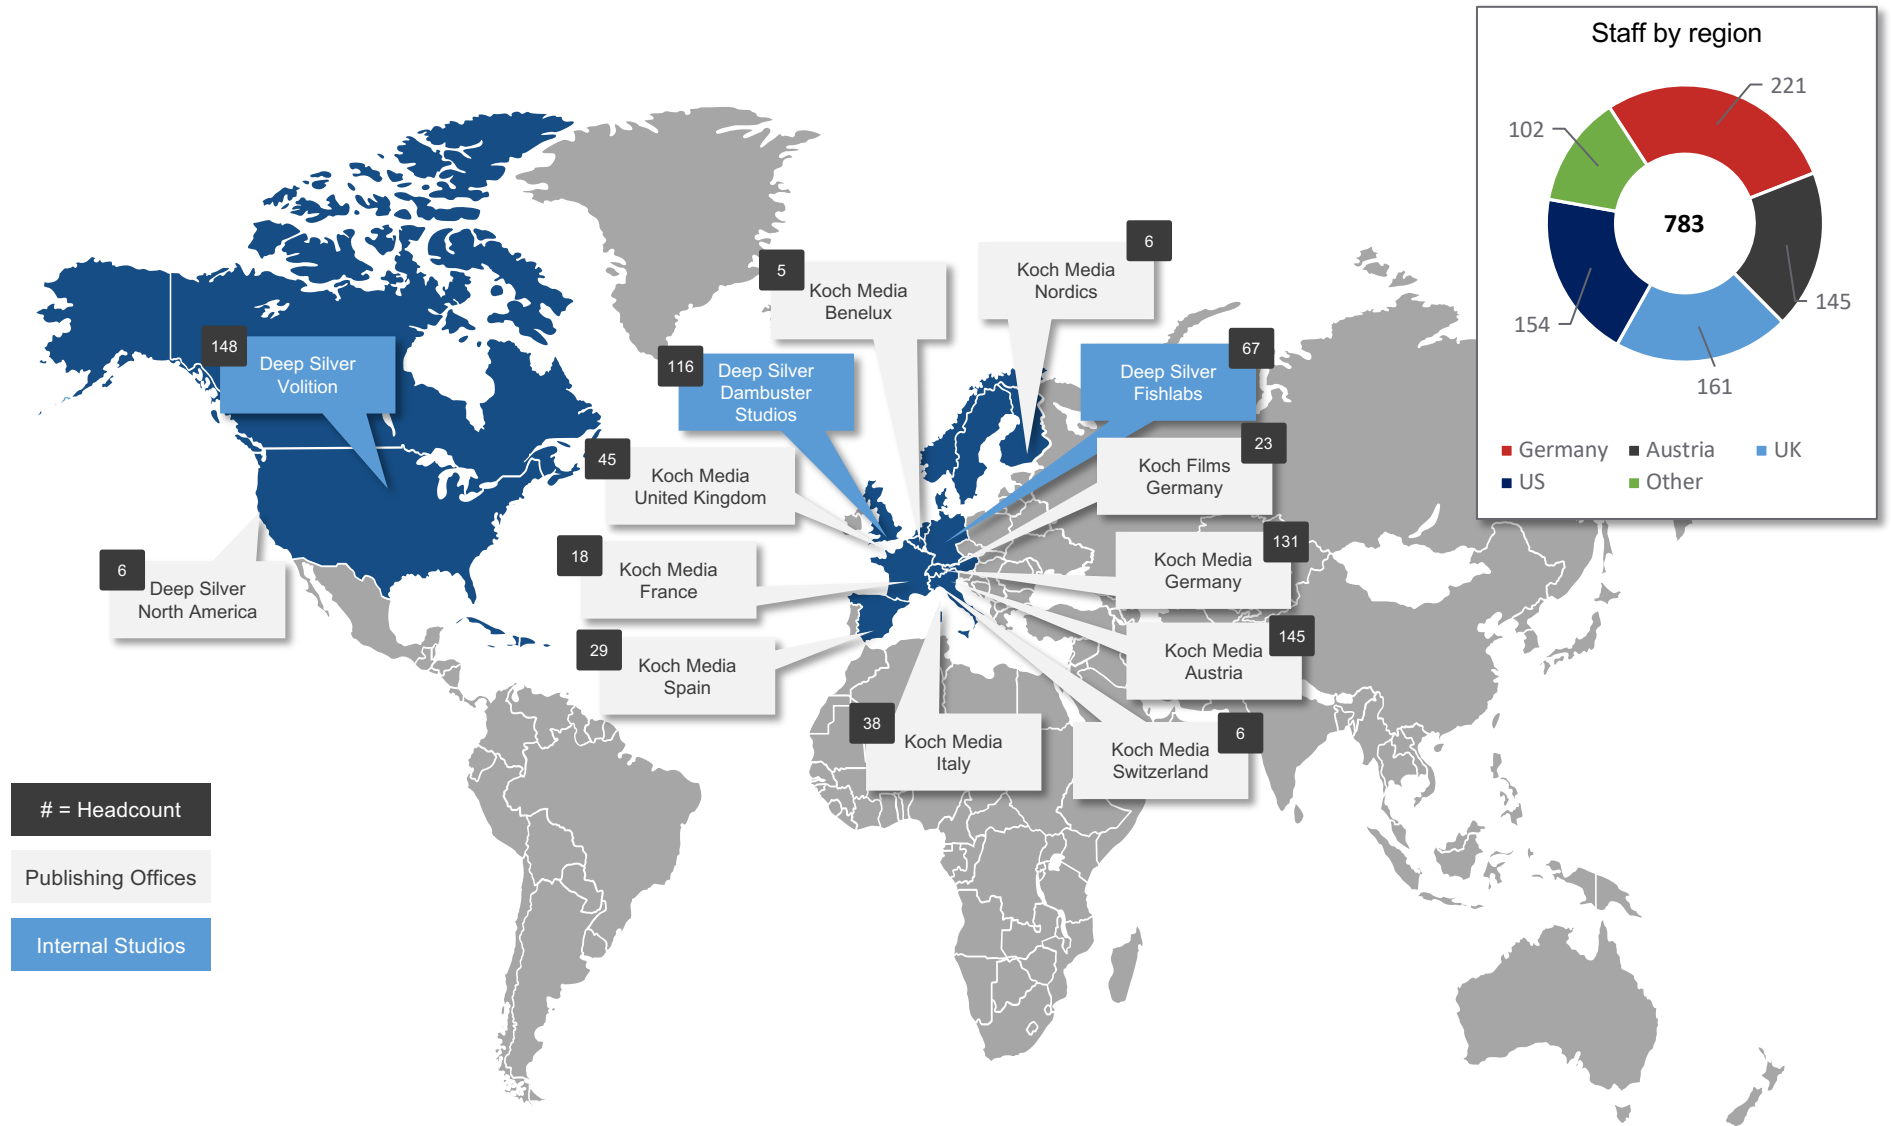 Staff by region
221
102
783
145
154
161
Germany
Austria
UK
US
Other
6
Koch Media
Nordics
5
Koch Media
Benelux
148
Deep Silver
Volition
116
Deep Silver
Dambuster
Studios
67
Deep Silver
Fishlabs
45
Koch Media
United Kingdom
23
Koch Films
Germany
6
Deep Silver
North America
18
Koch Media
France
131
Koch Media
Germany
29
Koch Media
Spain
145
Koch Media
Austria
38
Koch Media
Italy
6
Koch Media
Switzerland
# = Headcount
Publishing Offices
Internal Studios